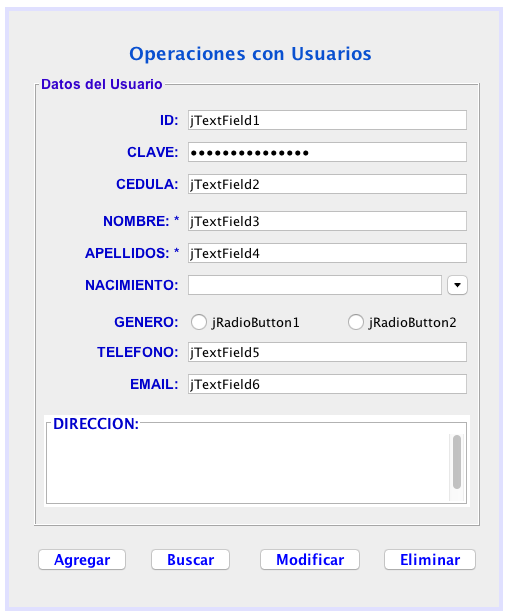 Operaciones con Usuarios
Datos del Usuario
ID: jTextField1
CLAVE: •••••••••••••••
CEDULA: jTextField2
NOMBRE: * jTextField3
APELLIDOS: * jTextField4
NACIMIENTO:
GENERO: jRadioButton1 jRadioButton2
TELEFONO: jTextField5
EMAIL: jTextField6
DIRECCION:
Agregar Buscar Modificar Eliminar